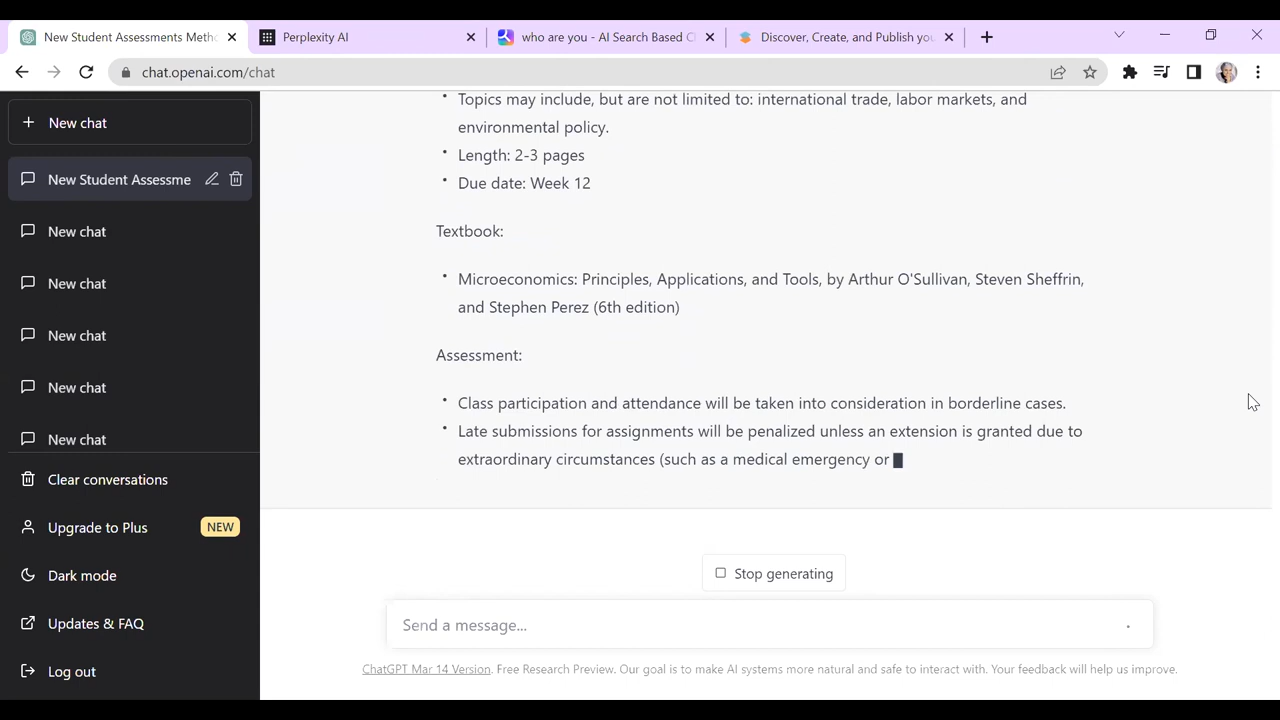 New Student Assessments Metho
Perplexity AI
who are you - AI Search Based C
Discover, Create, and Publish you
chat.openai.com/chat
New chat
New Student Assessme
New chat
New chat
New chat
New chat
New chat
Clear conversations
Upgrade to Plus NEW
Dark mode
Updates & FAQ
Log out
Topics may include, but are not limited to: international trade, labor markets, and
environmental policy.
Length: 2-3 pages
Due date: Week 12
Textbook:
Microeconomics: Principles, Applications, and Tools, by Arthur O'Sullivan, Steven Sheffrin,
and Stephen Perez (6th edition)
Assessment:
Class participation and attendance will be taken into consideration in borderline cases.
Late submissions for assignments will be penalized unless an extension is granted due to
extraordinary circumstances (such as a medical emergency or
Stop generating
Send a message...
ChatGPT Mar 14 Version. Free Research Preview. Our goal is to make AI systems more natural and safe to interact with. Your feedback will help us improve.